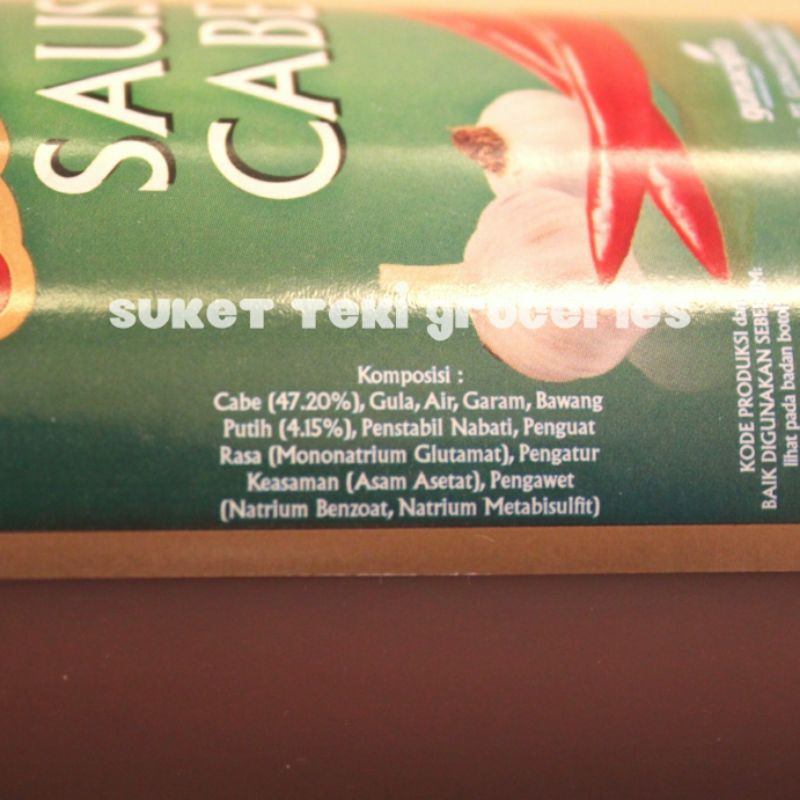 SAUS
CABE
suket teki groceries
Komposisi :
Cabe (47.20%), Gula, Air, Garam, Bawang
Putih (4.15%), Penstabil Nabati, Penguat
Rasa (Mononatrium Glutamat), Pengatur
Keasaman (Asam Asetat), Pengawet
(Natrium Benzoat, Natrium Metabisulfit)
KODE PRODUKSI dan
BAIK DIGUNAKAN SEBELUM:
lihat pada badan botol